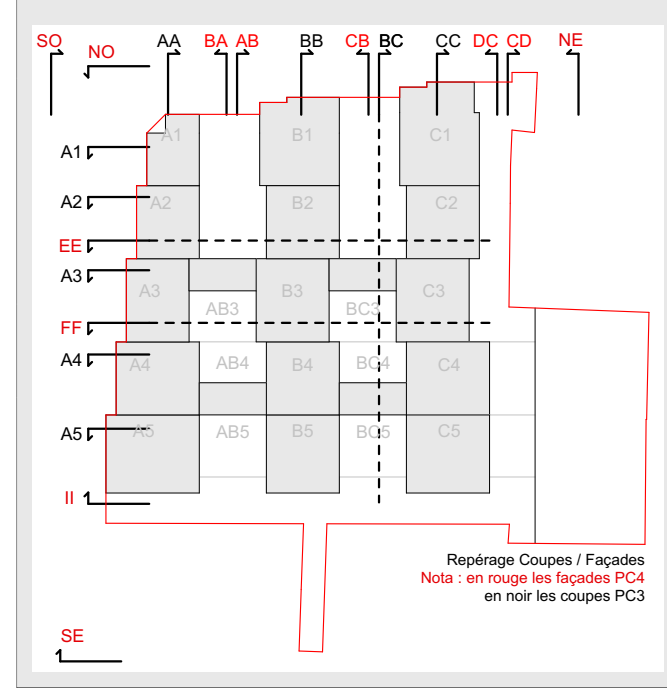 SO NO AA BA AB BB CB BC CC DC CD NE
A1 A1 B1 C1
A2 A2 B2 C2
EE
A3 A3 AB3 B3 BC3 C3
FF
A4 A4 AB4 B4 BC4 C4
A5 A5 AB5 B5 BC5 C5
II
Repérage Coupes / Façades
Nota : en rouge les façades PC4
en noir les coupes PC3
SE